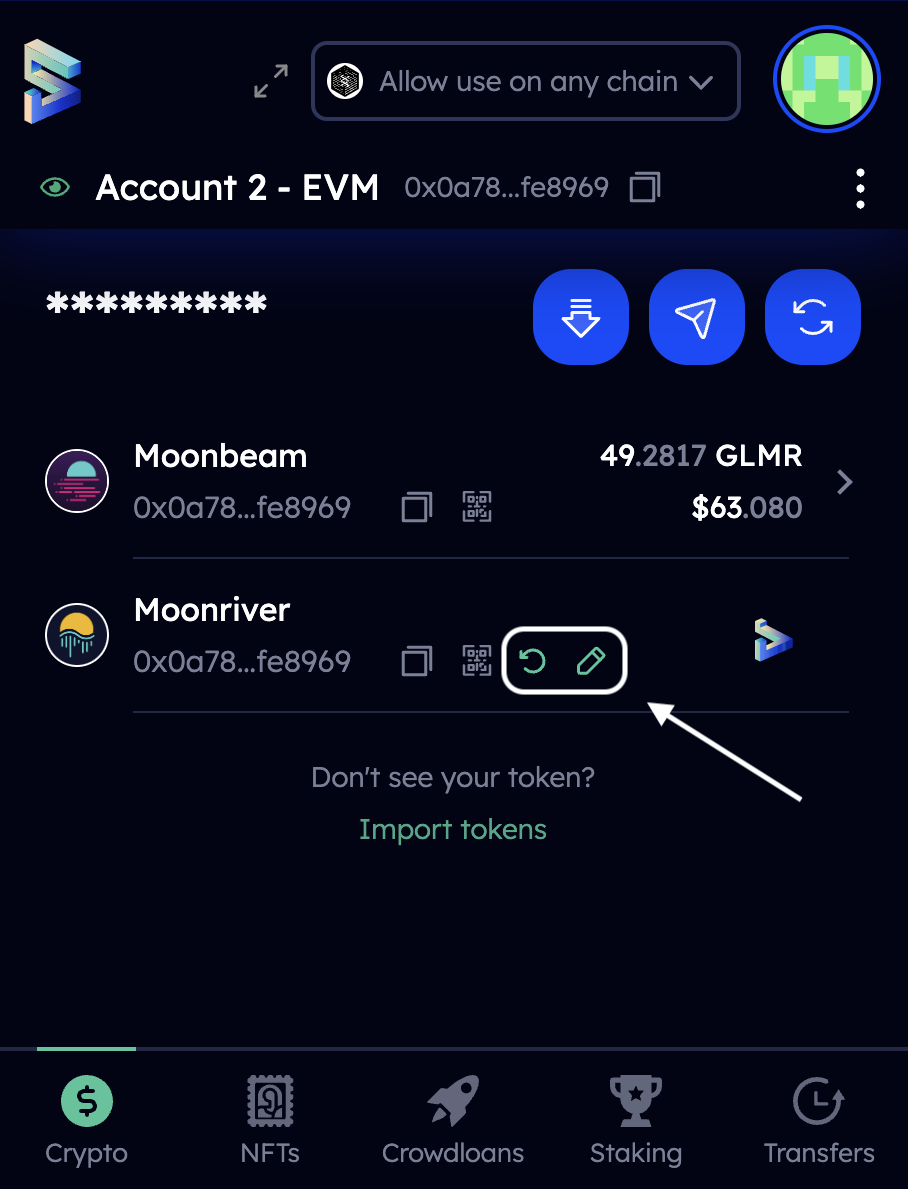 Allow use on any chain
Account 2 - EVM 0x0a78...fe8969
*********
Moonbeam 49.2817 GLMR
0x0a78...fe8969 $63.080
Moonriver
0x0a78...fe8969
Don't see your token?
Import tokens
Crypto NFTs Crowdloans Staking Transfers